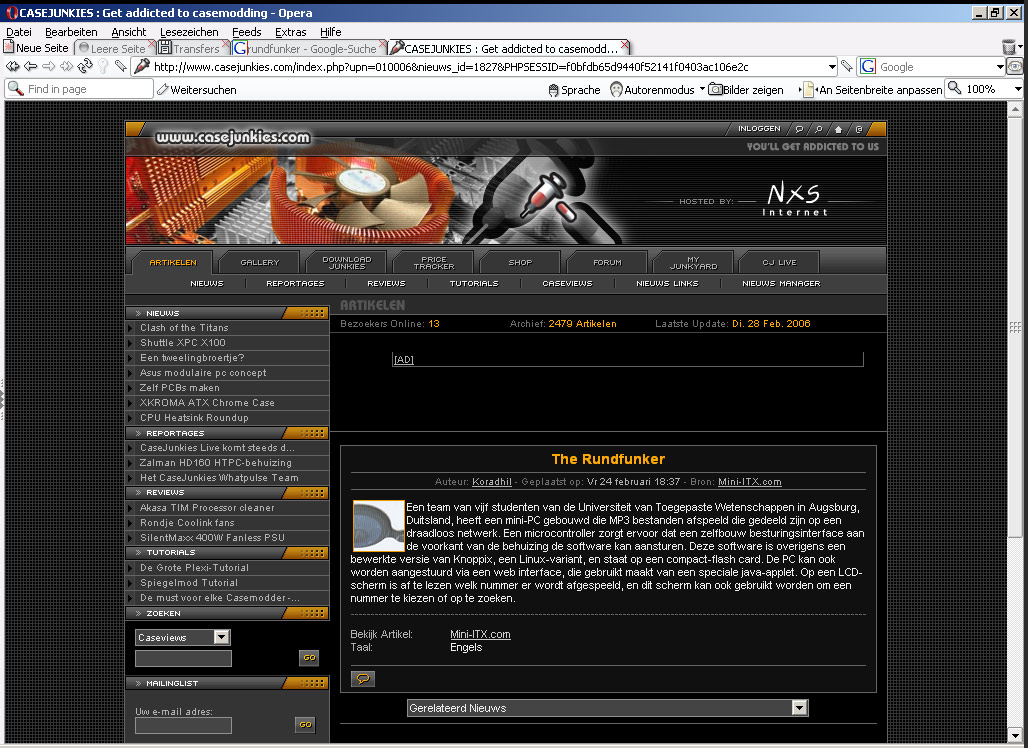 CASEJUNKIES : Get addicted to casemodding - Opera
Datei Bearbeiten Ansicht Lesezeichen Feeds Extras Hilfe
Neue Seite Leere Seite Transfers rundfunker - Google-Suche CASEJUNKIES : Get addicted to casemodd...
http://www.casejunkies.com/index.php?upn=010006&nieuws_id=1827&PHPSESSID=f0bfdb65d9440f52141f0403ac106e2c Google
Find in page Weitersuchen Sprache Autorenmodus Bilder zeigen An Seitenbreite anpassen 100%
www.casejunkies.com INLOGGEN
YOU'LL GET ADDICTED TO US
HOSTED BY: NXS
Internet
ARTIKELEN GALLERY DOWNLOAD JUNKIES PRICE TRACKER SHOP FORUM MY JUNKYARD CJ LIVE
NIEUWS REPORTAGES REVIEWS TUTORIALS CASEVIEWS NIEUWS LINKS NIEUWS MANAGER
NIEUWS
Clash of the Titans
Shuttle XPC X100
Een tweelingbroertje?
Asus modulaire pc concept
Zelf PCBs maken
XKROMA ATX Chrome Case
CPU Heatsink Roundup
REPORTAGES
CaseJunkies Live komt steeds d...
Zalman HD160 HTPC-behuizing
Het CaseJunkies Whatpulse Team
REVIEWS
Akasa TIM Processor cleaner
Rondje Coolink fans
SilentMaxx 400W Fanless PSU
TUTORIALS
De Grote Plexi-Tutorial
Spiegelmod Tutorial
De must voor elke Casemodder -...
ZOEKEN
Caseviews
GO
MAILINGLIST
Uw e-mail adres:
GO
ARTIKELEN
Bezoekers Online: 13 Archief: 2479 Artikelen Laatste Update: Di. 28 Feb. 2006
[AD]
The Rundfunker
Auteur: Koradhil - Geplaatst op: Vr 24 februari 18:37 - Bron: Mini-ITX.com
Een team van vijf studenten van de Universiteit van Toegepaste Wetenschappen in Augsburg,
Duitsland, heeft een mini-PC gebouwd die MP3 bestanden afspeeld die gedeeld zijn op een
draadloos netwerk. Een microcontroller zorgt ervoor dat een zelfbouw besturingsinterface aan
de voorkant van de behuizing de software kan aansturen. Deze software is overigens een
bewerkte versie van Knoppix, een Linux-variant, en staat op een compact-flash card. De PC kan ook
worden aangestuurd via een web interface, die gebruikt maakt van een speciale java-applet. Op een LCD-
scherm is af te lezen welk nummer er wordt afgespeeld, en dit scherm kan ook gebruikt worden om een
nummer te kiezen of op te zoeken.
Bekijk Artikel: Mini-ITX.com
Taal: Engels
Gerelateerd Nieuws